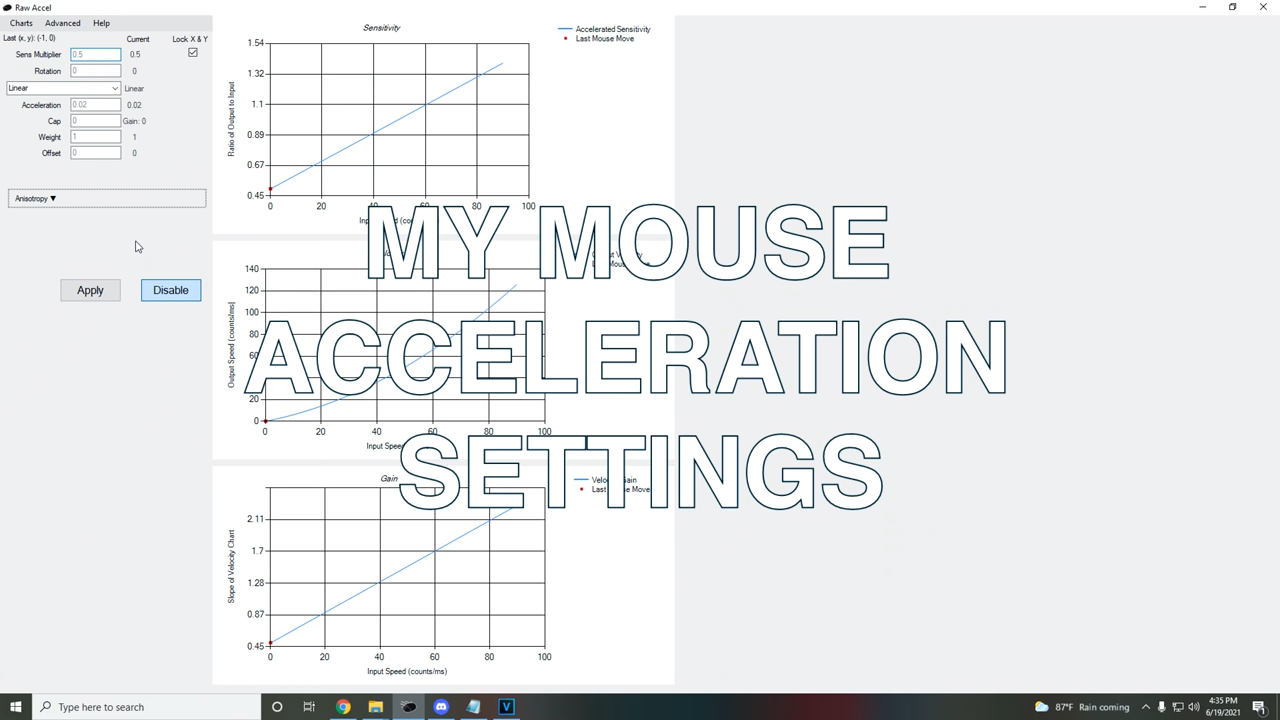 Raw Accel
Charts Advanced Help
Last (x, y): (-1, 0) Current Lock X & Y
Sens Multiplier 0.5 0.5
Rotation 0 0
Linear Linear
Acceleration 0.02 0.02
Cap 0 Gain: 0
Weight 1 1
Offset 0 0
Anisotropy ▼
Apply Disable
Sensitivity
Accelerated Sensitivity
Last Mouse Move
Ratio of Output to Input
1.54
1.32
1.1
0.89
0.67
0.45
0 20 40 60 80 100
MY MOUSE
ACCELERATION
SETTINGS
Output Speed (counts/ms)
140
120
100
80
60
20
0
0 20 40 60 80 100
Input Speed
Gain
Slope of Velocity Chart
2.11
1.7
1.28
0.87
0.45
0 20 40 60 80 100
Input Speed (counts/ms)
Type here to search
87°F Rain coming
4:35 PM
6/19/2021